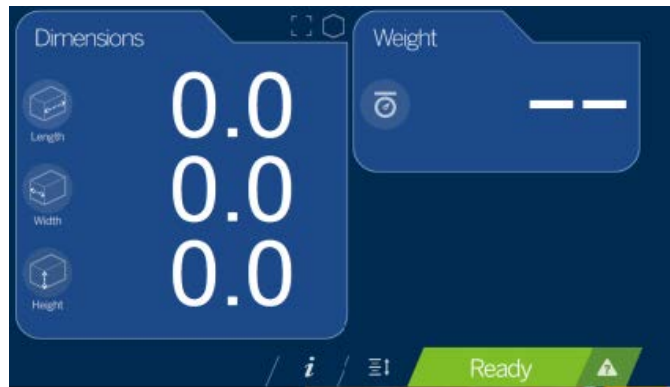 Dimensions
Length
0.0
Width
0.0
Height
0.0
Weight
– –
i
Ready
?